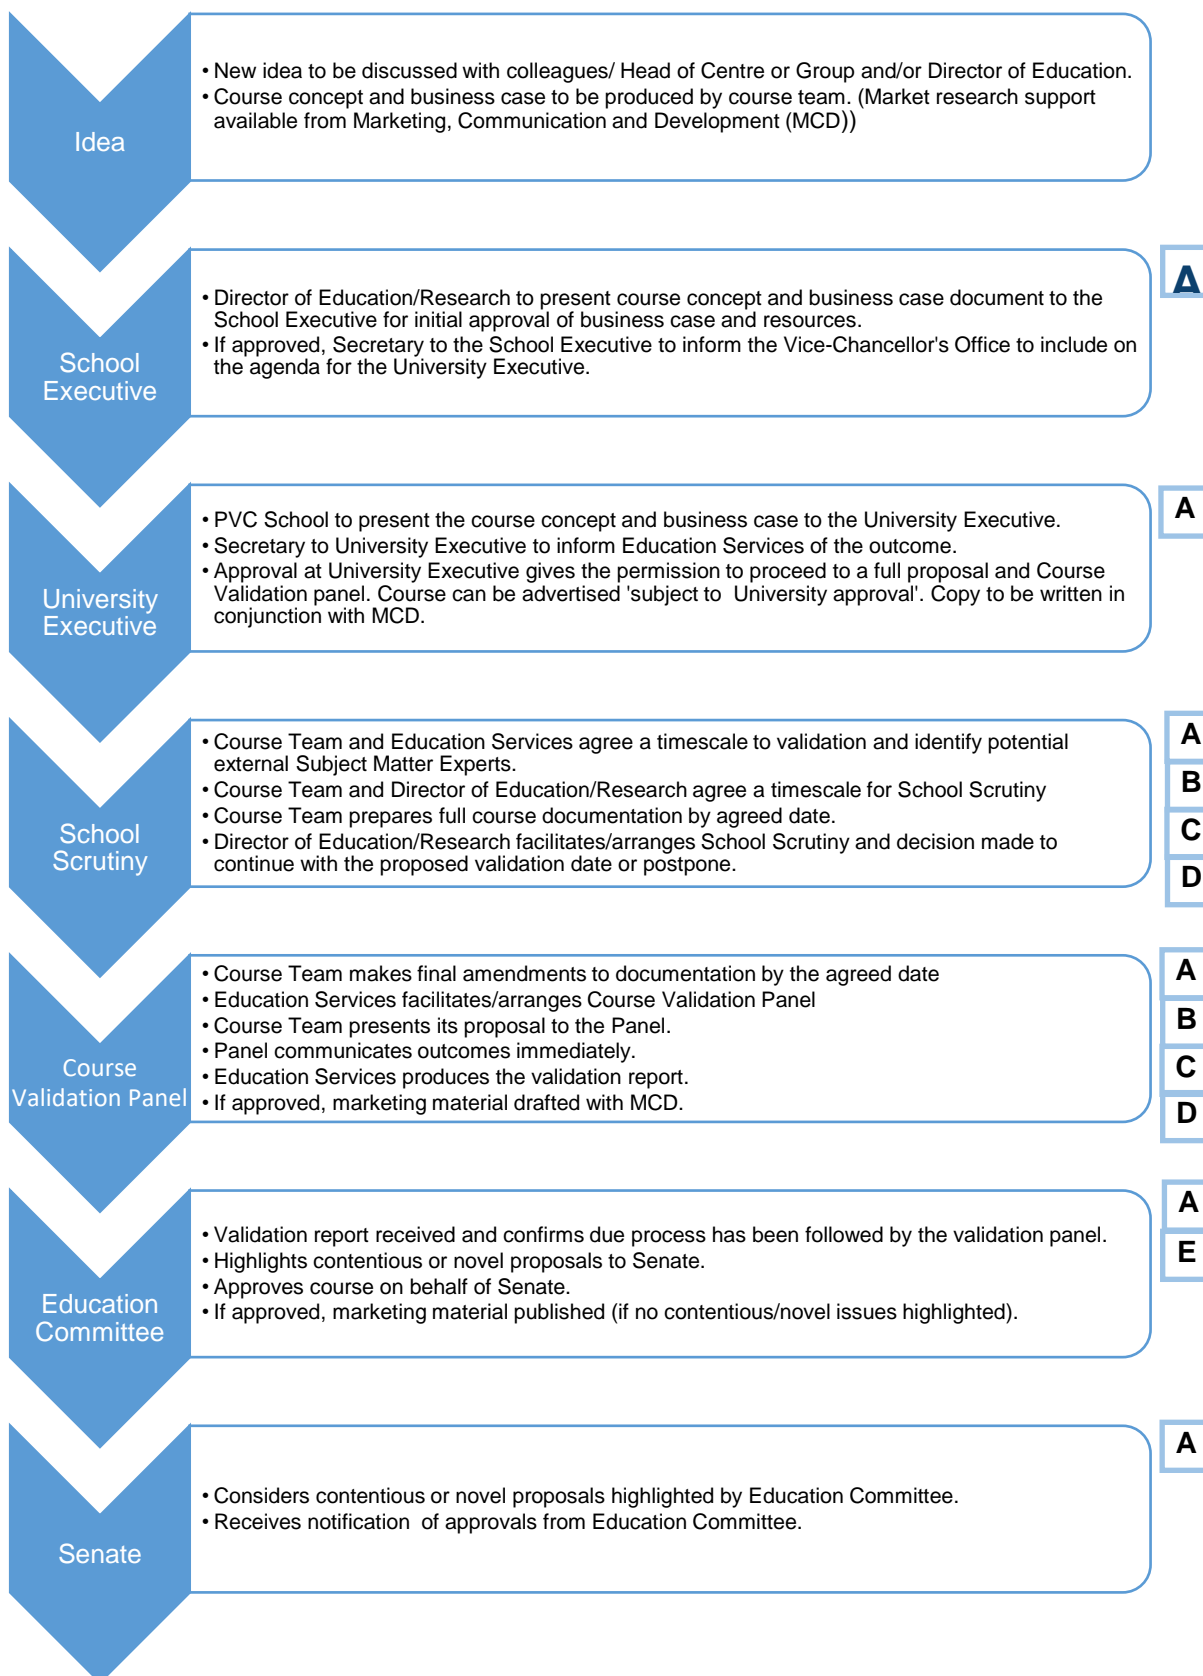 Idea
• New idea to be discussed with colleagues/ Head of Centre or Group and/or Director of Education.
• Course concept and business case to be produced by course team. (Market research support
available from Marketing, Communication and Development (MCD))
School
Executive
• Director of Education/Research to present course concept and business case document to the
School Executive for initial approval of business case and resources.
• If approved, Secretary to the School Executive to inform the Vice-Chancellor's Office to include on
the agenda for the University Executive.
A
University
Executive
• PVC School to present the course concept and business case to the University Executive.
• Secretary to University Executive to inform Education Services of the outcome.
• Approval at University Executive gives the permission to proceed to a full proposal and Course
Validation panel. Course can be advertised 'subject to University approval'. Copy to be written in
conjunction with MCD.
A
School
Scrutiny
• Course Team and Education Services agree a timescale to validation and identify potential
external Subject Matter Experts.
• Course Team and Director of Education/Research agree a timescale for School Scrutiny
• Course Team prepares full course documentation by agreed date.
• Director of Education/Research facilitates/arranges School Scrutiny and decision made to
continue with the proposed validation date or postpone.
A
B
C
D
Course
Validation Panel
• Course Team makes final amendments to documentation by the agreed date
• Education Services facilitates/arranges Course Validation Panel
• Course Team presents its proposal to the Panel.
• Panel communicates outcomes immediately.
• Education Services produces the validation report.
• If approved, marketing material drafted with MCD.
A
B
C
D
Education
Committee
• Validation report received and confirms due process has been followed by the validation panel.
• Highlights contentious or novel proposals to Senate.
• Approves course on behalf of Senate.
• If approved, marketing material published (if no contentious/novel issues highlighted).
A
E
Senate
• Considers contentious or novel proposals highlighted by Education Committee.
• Receives notification of approvals from Education Committee.
A